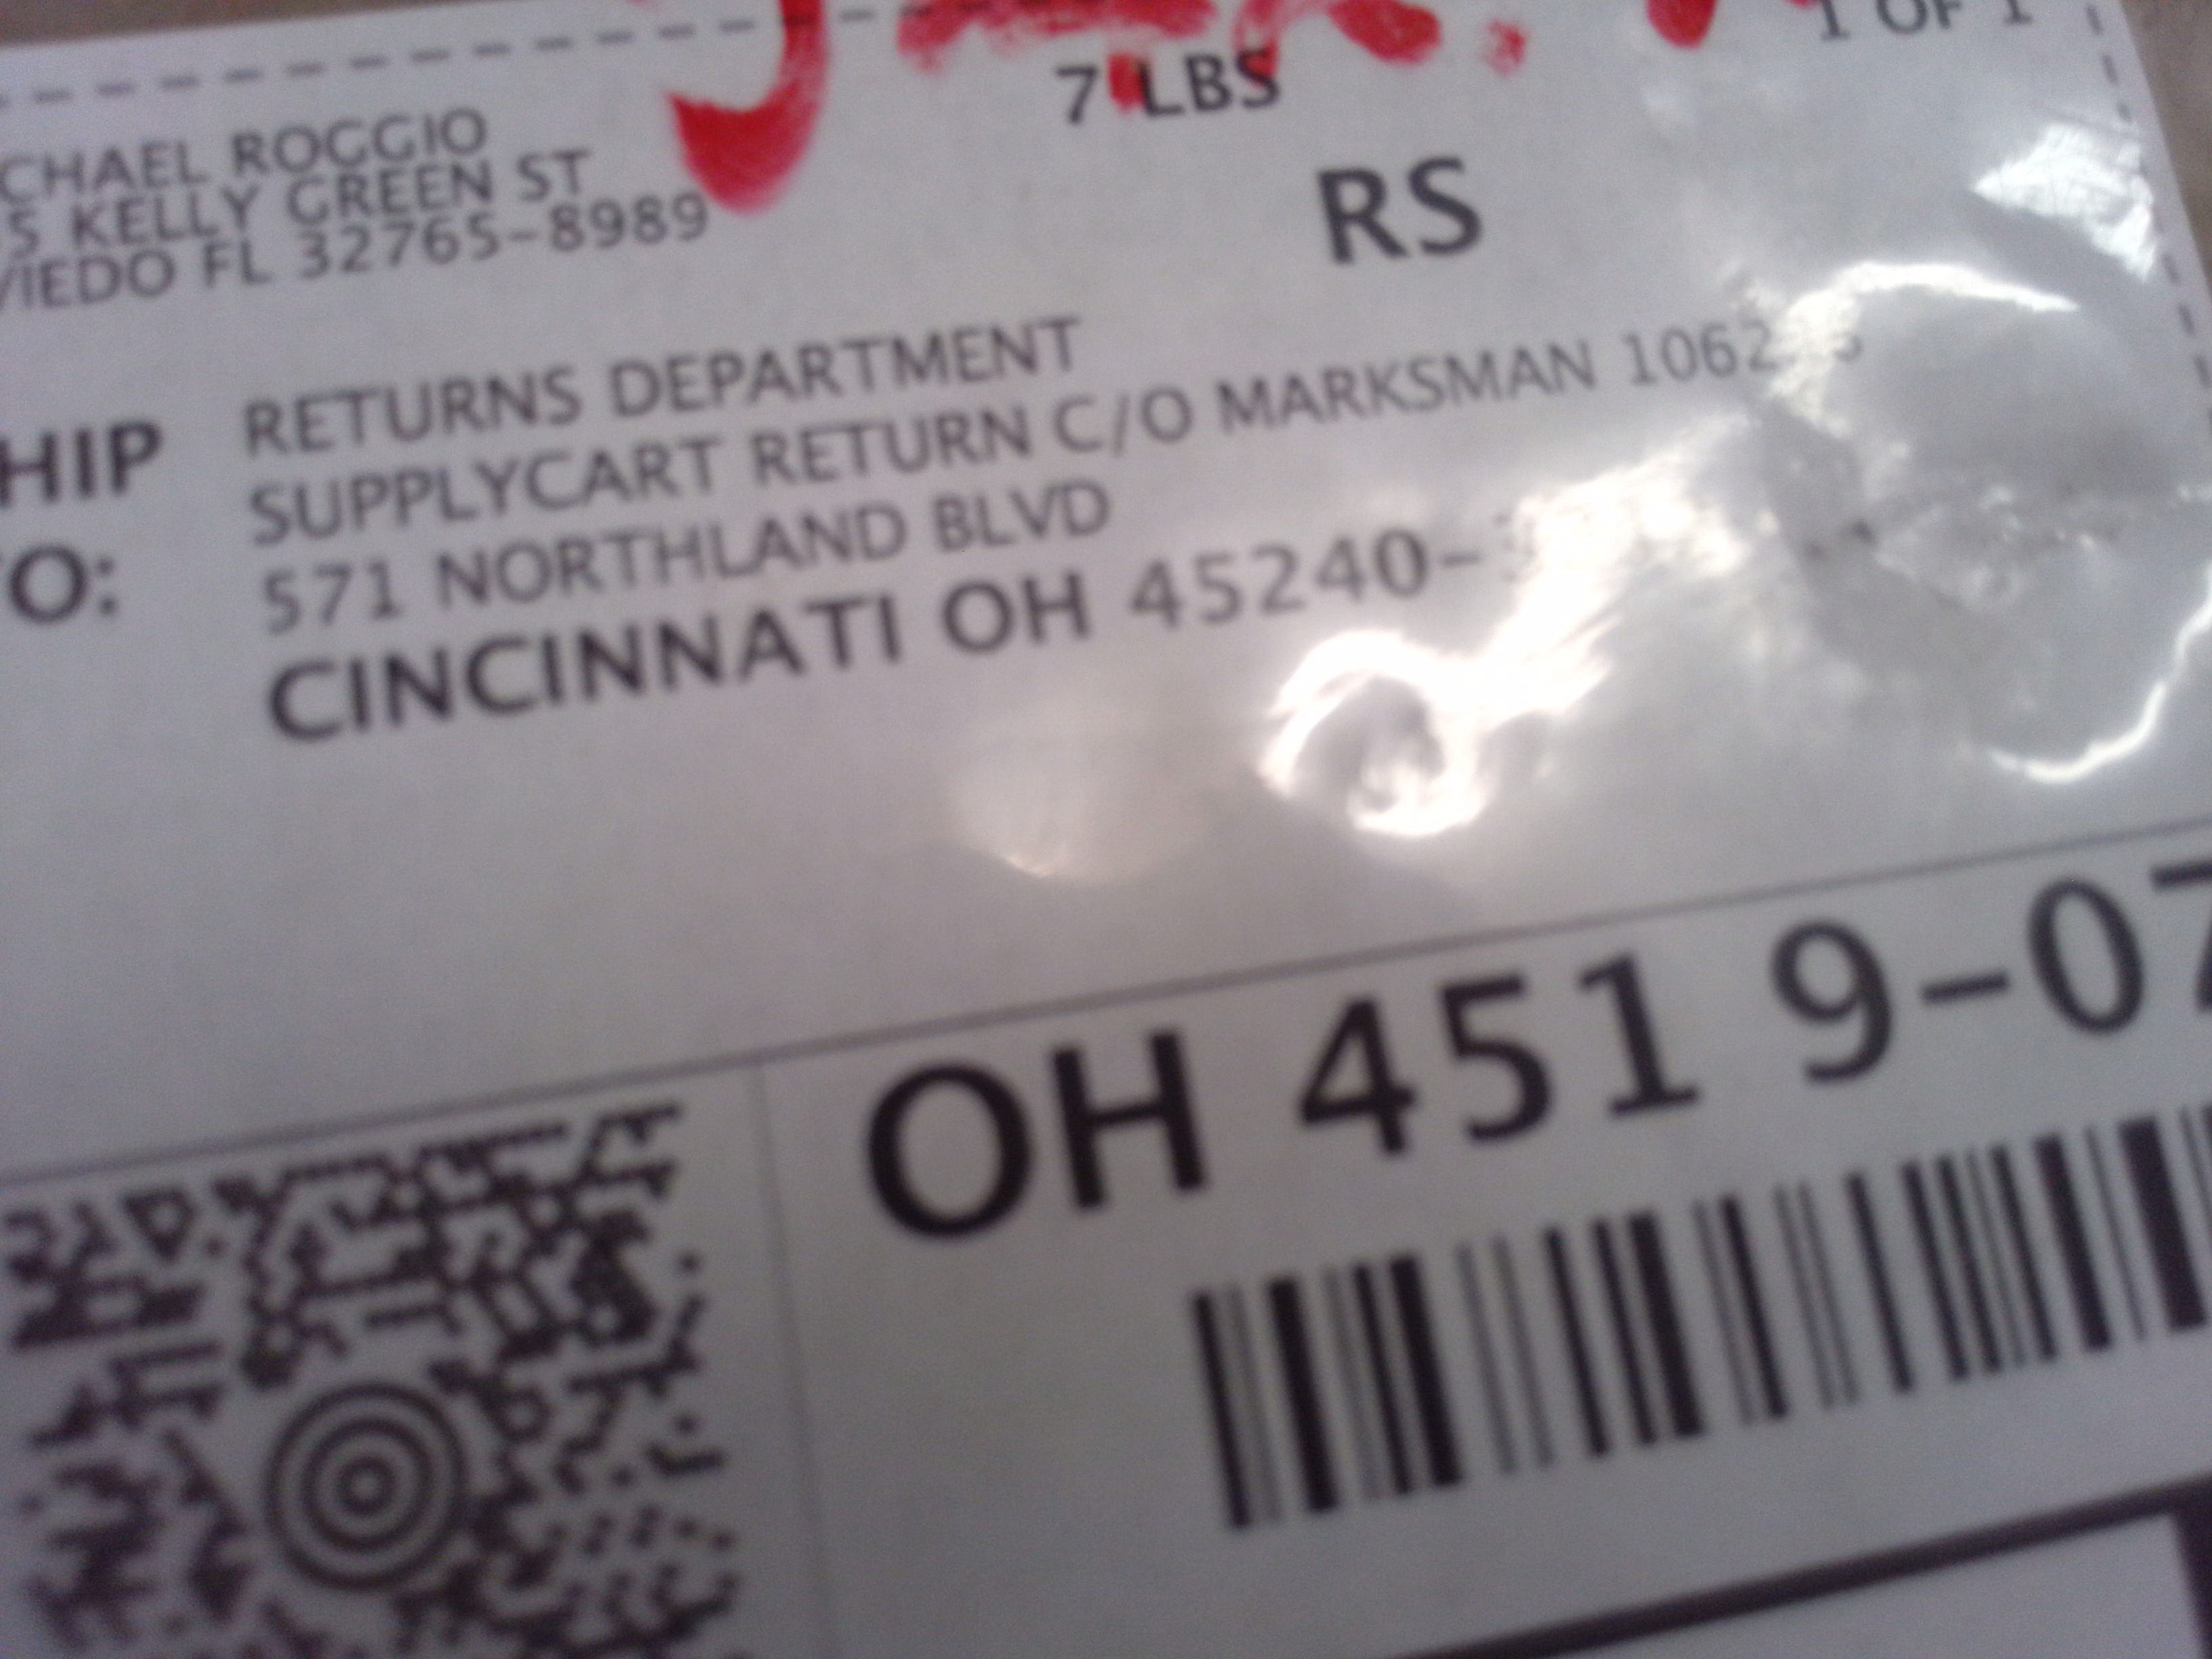 1 OF 1
7 LBS
CHAEL ROGGIO
5 KELLY GREEN ST
VIEDO FL 32765-8989
RS
HIP
O:
RETURNS DEPARTMENT
SUPPLYCART RETURN C/O MARKSMAN
571 NORTHLAND BLVD
CINCINNATI OH 45240-
OH 451 9-07